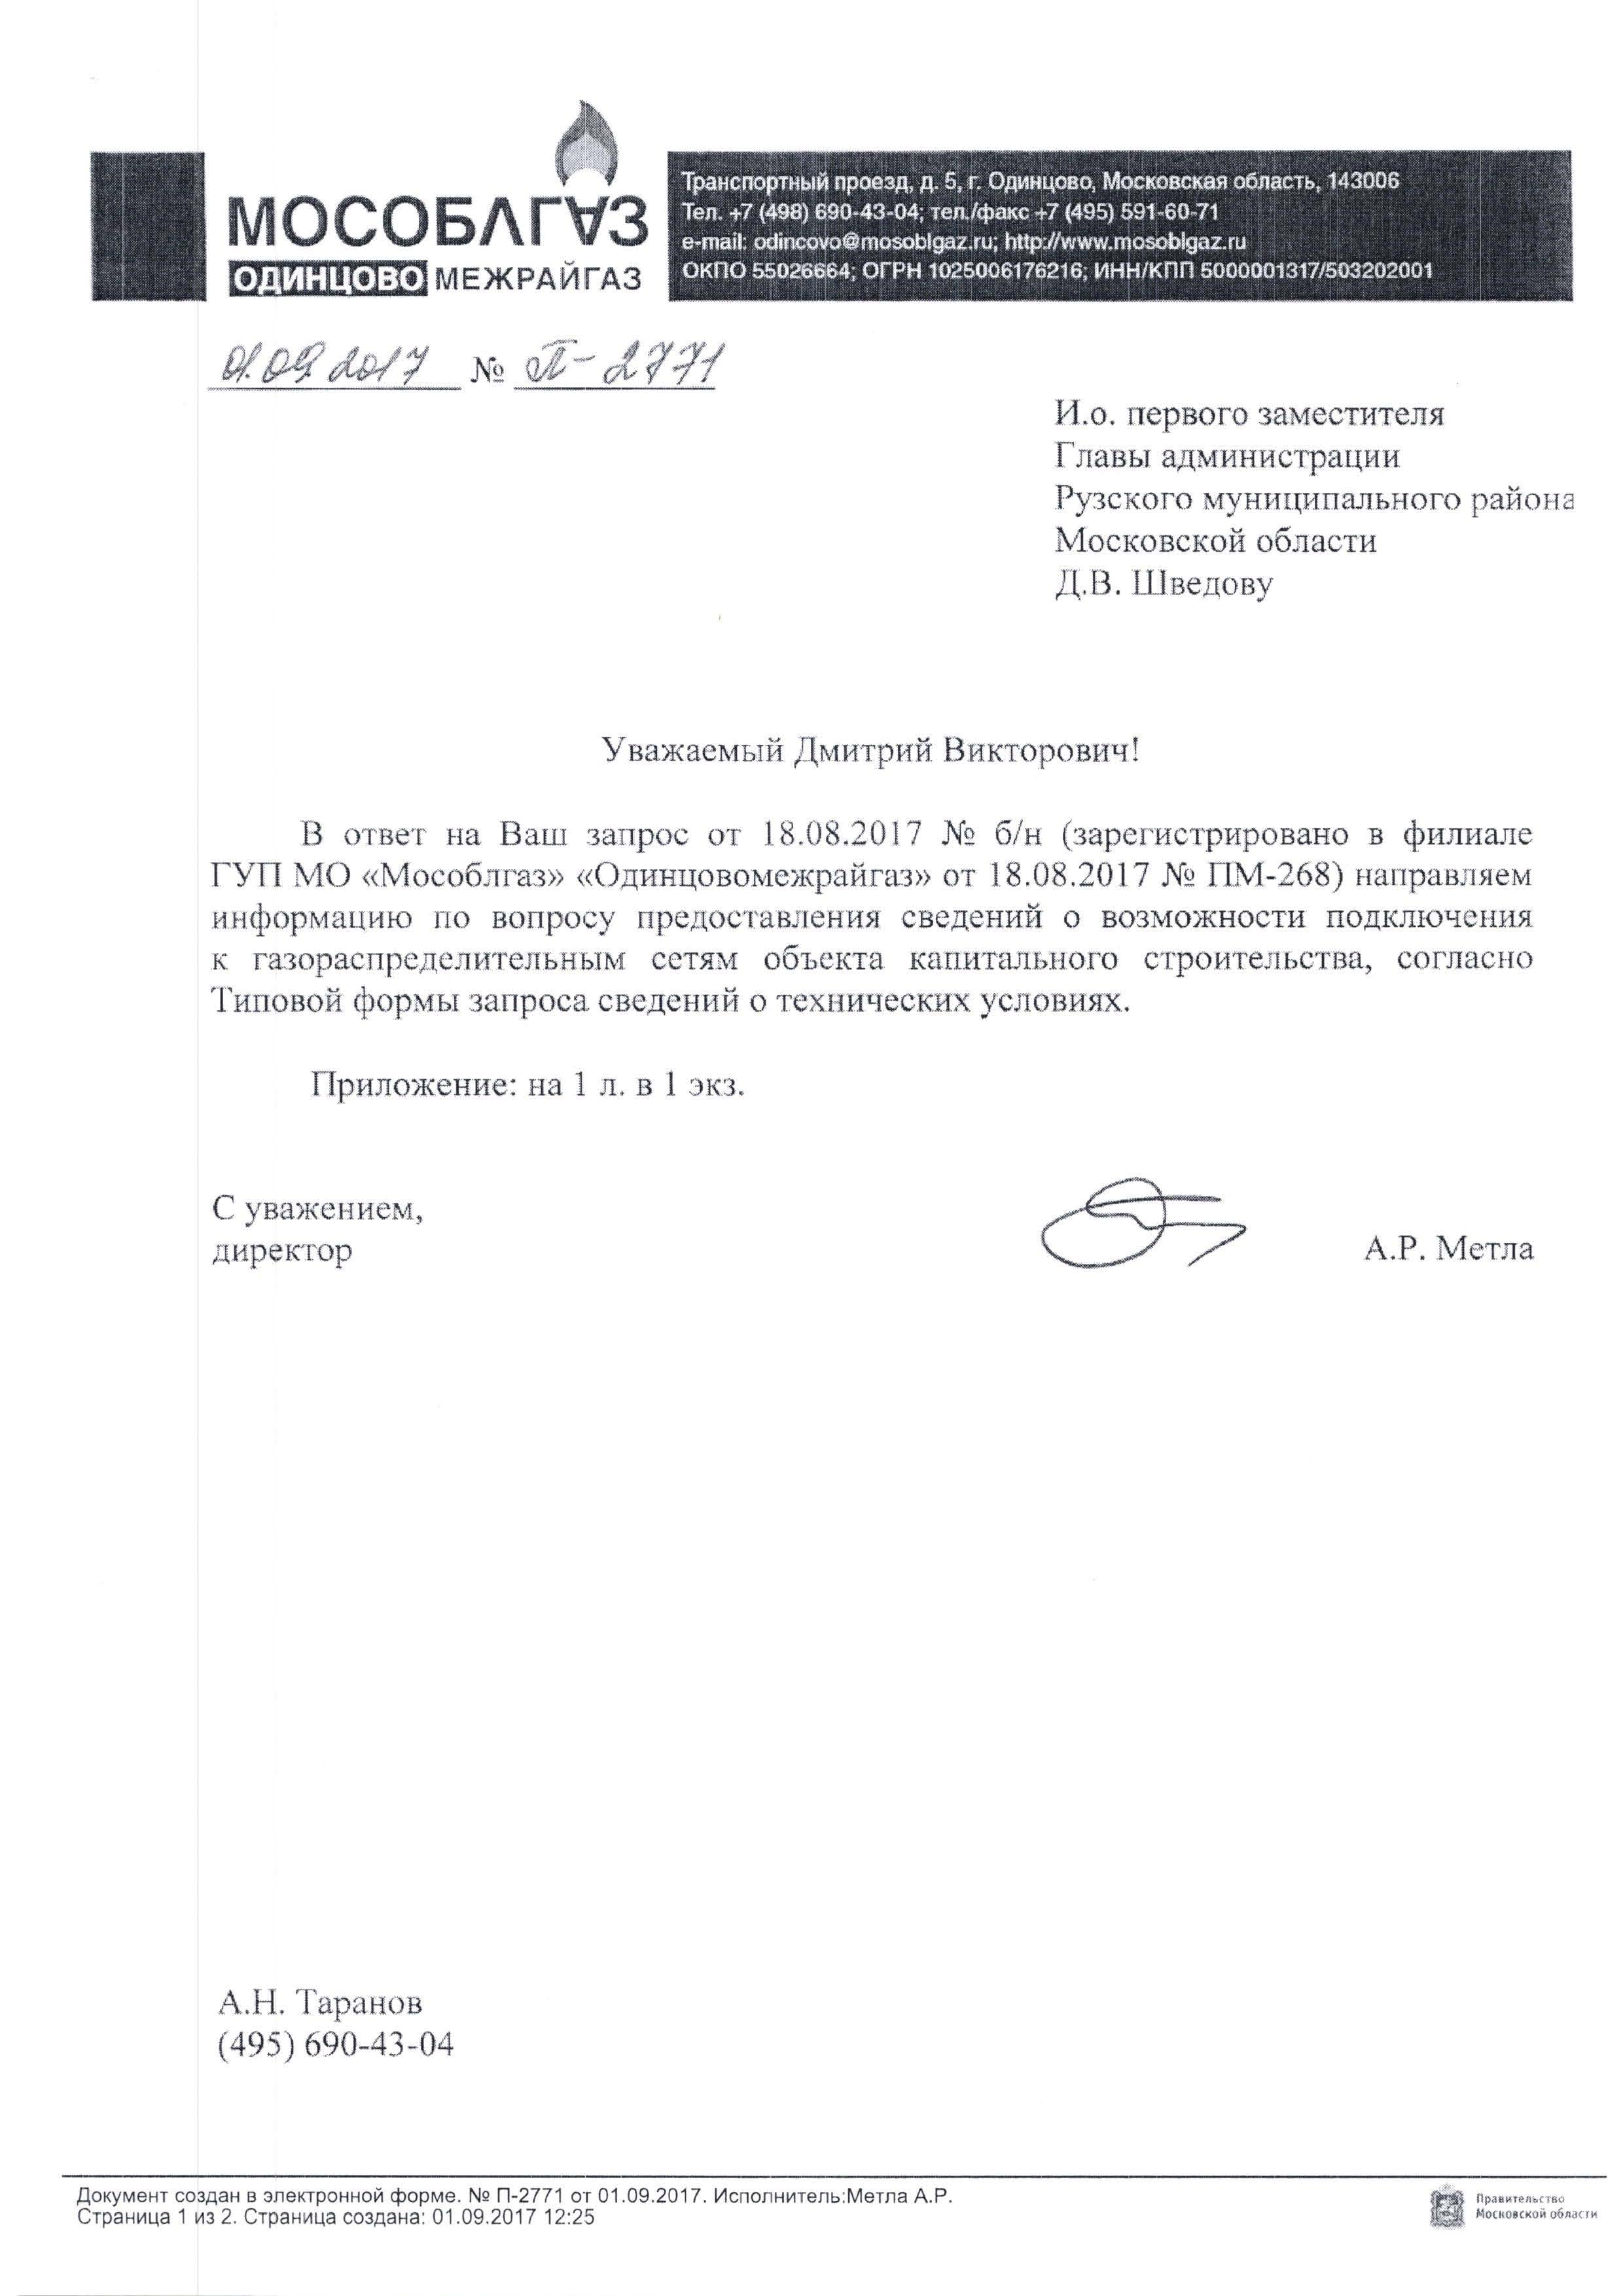 МОСОБЛГАЗ
ОДИНЦОВО МЕЖРАЙГАЗ
Транспортный проезд, д. 5, г. Одинцово, Московская область, 143006
Тел. +7 (498) 690-43-04; тел./факс +7 (495) 591-60-71
e-mail: odincovo@mosoblgaz.ru; http://www.mosoblgaz.ru
ОКПО 55026664; ОГРН 1025006176216; ИНН/КПП 5000001317/503202001
01.09.2017 № П-2771
И.о. первого заместителя
Главы администрации
Рузского муниципального района
Московской области
Д.В. Шведову
Уважаемый Дмитрий Викторович!
В ответ на Ваш запрос от 18.08.2017 № б/н (зарегистрировано в филиале
ГУП МО «Мособлгаз» «Одинцовомежрайгаз» от 18.08.2017 № ПМ-268) направляем
информацию по вопросу предоставления сведений о возможности подключения
к газораспределительным сетям объекта капитального строительства, согласно
Типовой формы запроса сведений о технических условиях.
Приложение: на 1 л. в 1 экз.
С уважением,
директор
А.Р. Метла
А.Н. Таранов
(495) 690-43-04
Документ создан в электронной форме. № П-2771 от 01.09.2017. Исполнитель:Метла А.Р.
Страница 1 из 2. Страница создана: 01.09.2017 12:25
Правительство
Московской области